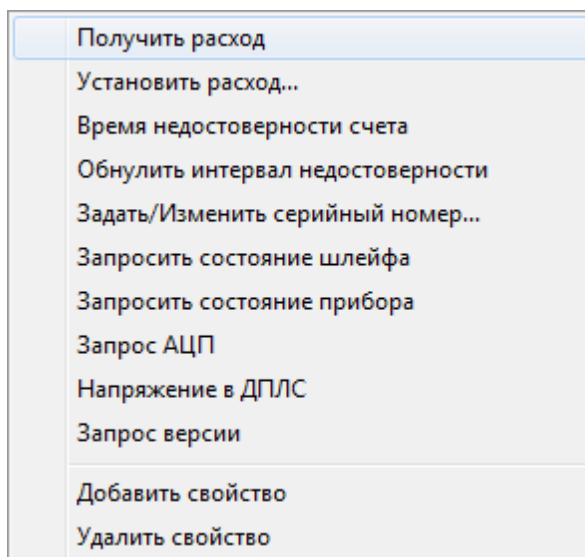 Получить расход
Установить расход...
Время недостоверности счета
Обнулить интервал недостоверности
Задать/Изменить серийный номер...
Запросить состояние шлейфа
Запросить состояние прибора
Запрос АЦП
Напряжение в ДПЛС
Запрос версии
Добавить свойство
Удалить свойство